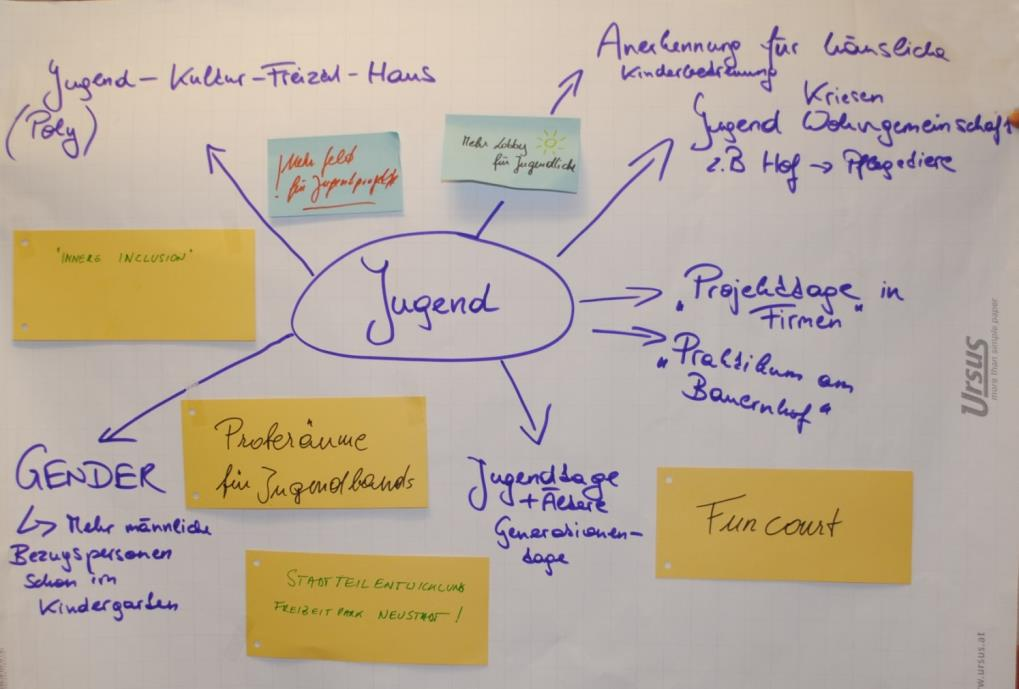 Jugend - Kultur - Freizeit - Haus
(Poly)
Anerkennung für häusliche
Kinderbetreuung
Kriesen
Jugend Wohngemeinschaft
z.B Hof → Pflegetiere
! Mehr Geld
für Jugendprojekte
Mehr Lobby
für Jugendliche
"INNERE INCLUSION"
Jugend
"Projekttage in
Firmen"
"Praktikum am
Bauernhof"
GENDER
↳ Mehr männliche
Bezugspersonen
schon im
Kindergarten
Proberäume
für Jugendbands
Jugendtage
+ Ältere
Generationen-
tage
Fun court
STADTTEILENTWICKLUNG
FREIZEITPARK NEUSTADT!
Ursus
more than simple paper
www.ursus.at